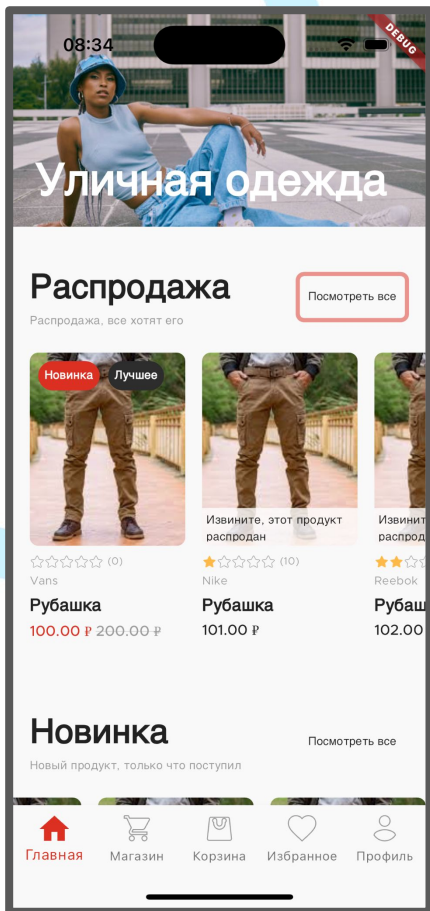 08:34
DEBUG
Уличная одежда
Распродажа
Посмотреть все
Распродажа, все хотят его
Новинка
Лучшее
Извините, этот продукт
распродан
Извинит
распрод
(0)
(10)
Vans
Nike
Reebok
Рубашка
Рубашка
Рубаш
100.00 ₽ 200.00 ₽
101.00 ₽
102.00
Новинка
Посмотреть все
Новый продукт, только что поступил
Главная
Магазин
Корзина
Избранное
Профиль